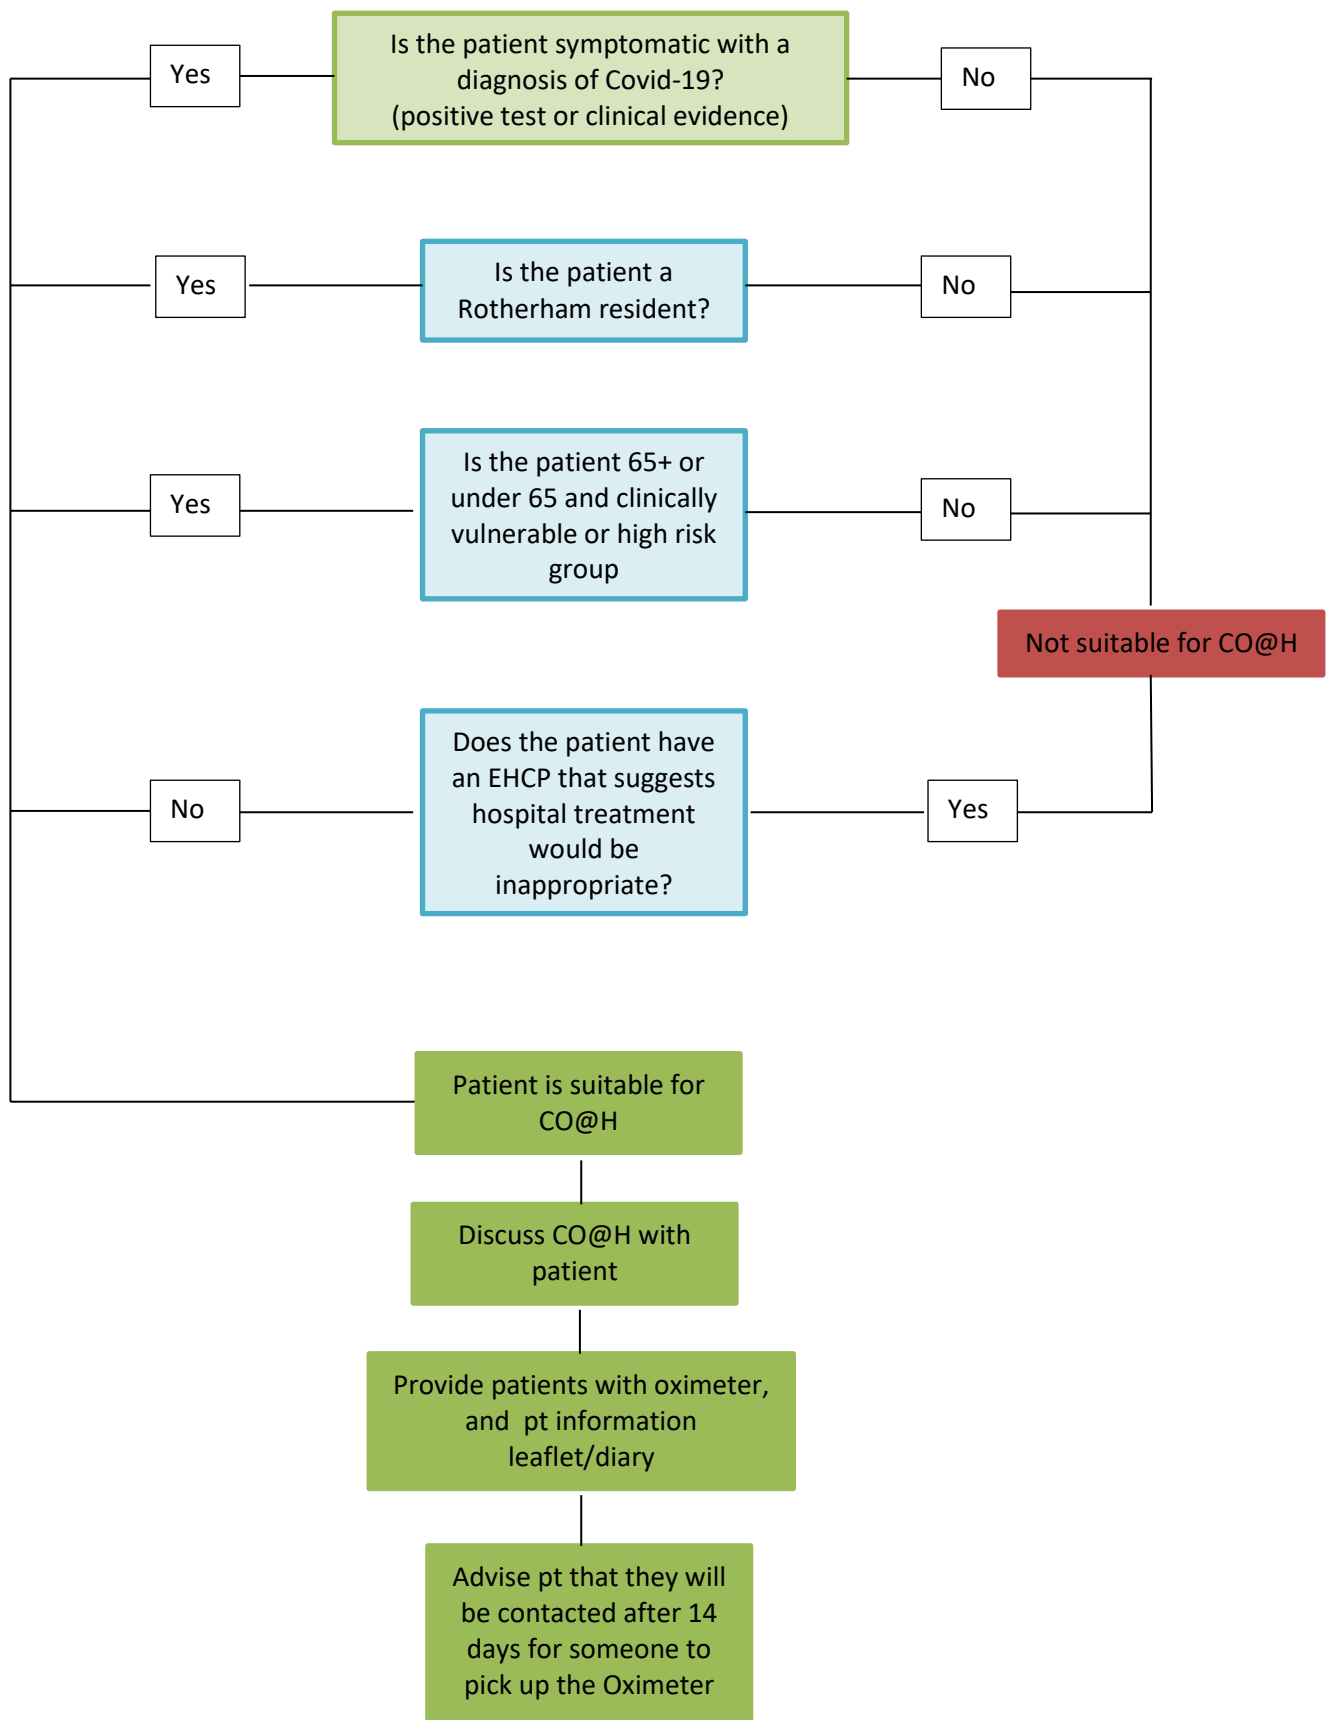 Is the patient symptomatic with a
diagnosis of Covid-19?
(positive test or clinical evidence)
Yes
No
Is the patient a
Rotherham resident?
Yes
No
Is the patient 65+ or
under 65 and clinically
vulnerable or high risk
group
Yes
No
Not suitable for CO@H
Does the patient have
an EHCP that suggests
hospital treatment
would be
inappropriate?
No
Yes
Patient is suitable for
CO@H
Discuss CO@H with
patient
Provide patients with oximeter,
and  pt information
leaflet/diary
Advise pt that they will
be contacted after 14
days for someone to
pick up the Oximeter